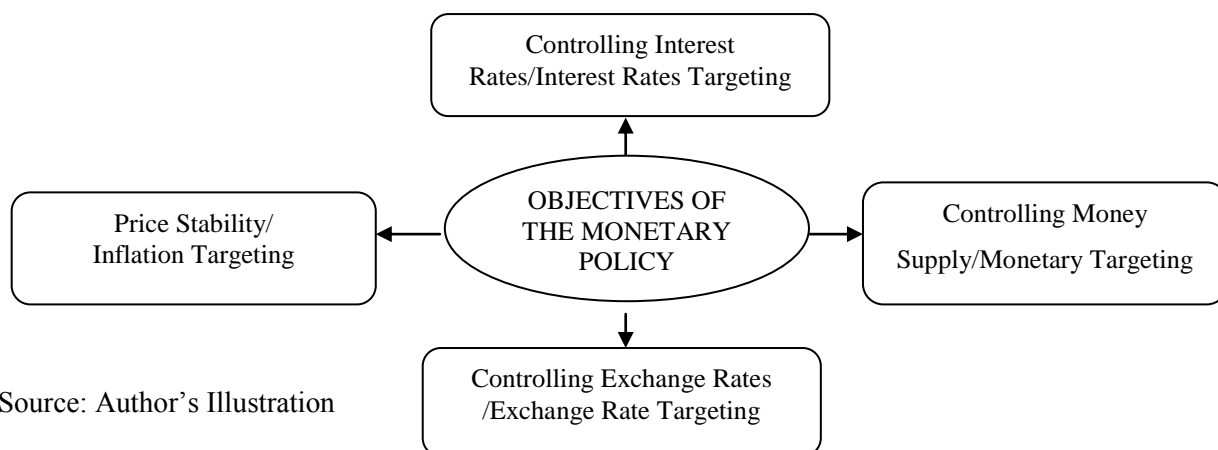 Controlling Interest
Rates/Interest Rates Targeting
Price Stability/
Inflation Targeting
OBJECTIVES OF
THE MONETARY
POLICY
Controlling Money
Supply/Monetary Targeting
Controlling Exchange Rates
/Exchange Rate Targeting
Source: Author’s Illustration